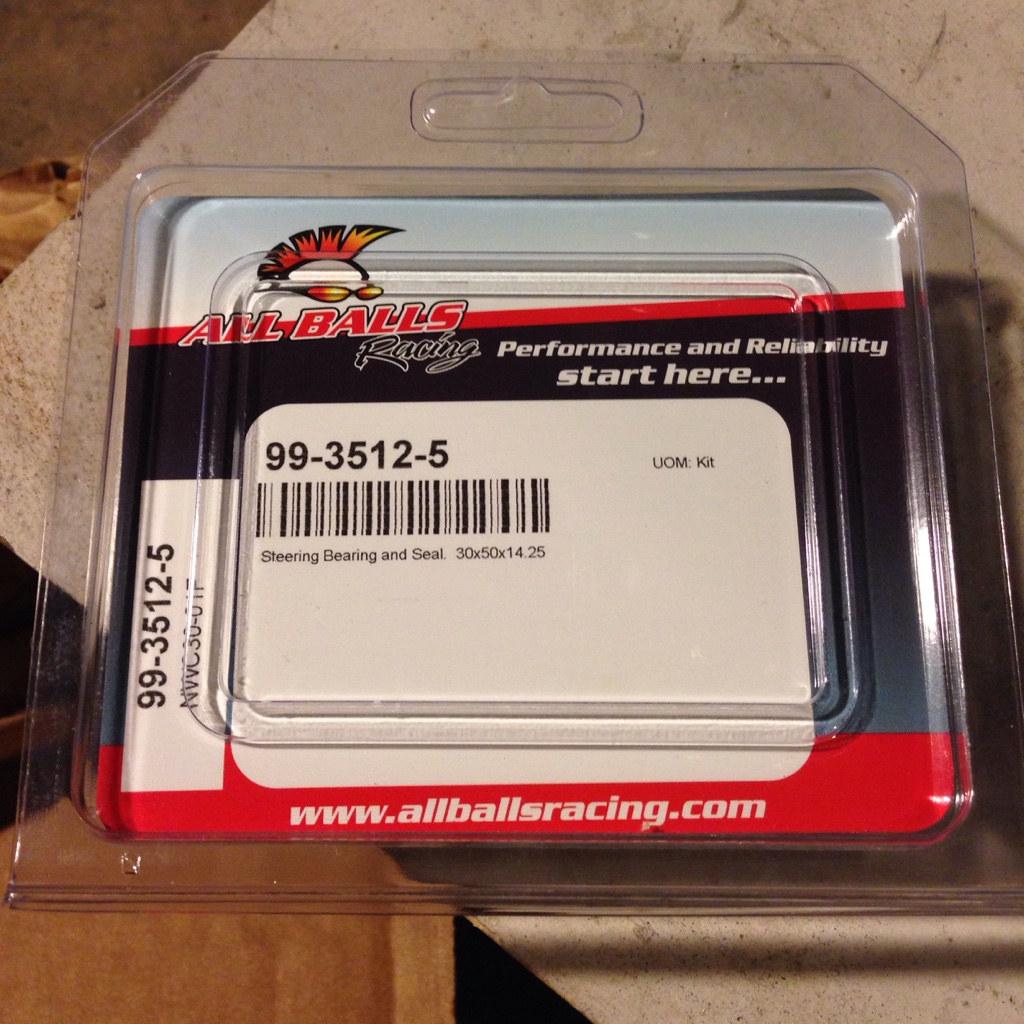 ALL BALLS
Racing
Performance and Reliability
start here...
99-3512-5
UOM: Kit
Steering Bearing and Seal. 30x50x14.25
99-3512-5
www.allballsracing.com